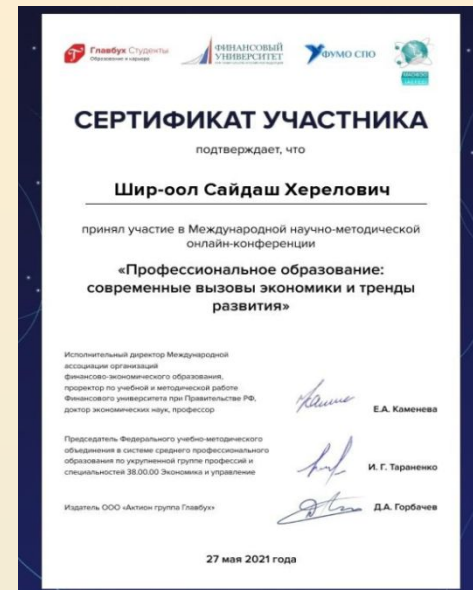 Главбух Студенты
Образование и карьера
ФИНАНСОВЫЙ
УНИВЕРСИТЕТ
ФУМО СПО
СЕРТИФИКАТ УЧАСТНИКА
подтверждает, что
Шир-оол Сайдаш Херелович
принял участие в Международной научно-методической
онлайн-конференции
«Профессиональное образование:
современные вызовы экономики и тренды
развития»
Исполнительный директор Международной
ассоциации организаций
финансово-экономического образования,
проректор по учебной и методической работе
Финансового университета при Правительстве РФ,
доктор экономических наук, профессор
Е.А. Каменева
Председатель Федерального учебно-методического
объединения в системе среднего профессионального
образования по укрупненной группе профессий и
специальностей 38.00.00 Экономика и управление
И. Г. Тараненко
Издатель ООО «Актион группа Главбух»
Д.А. Горбачев
27 мая 2021 года